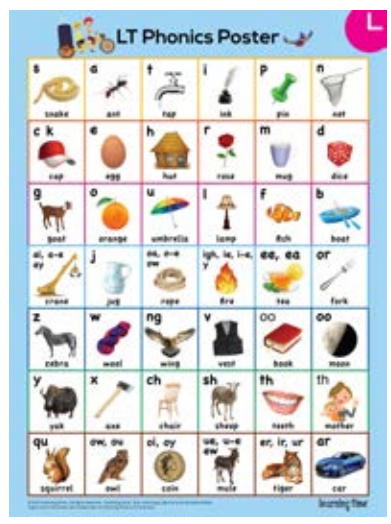 L
LT Phonics Poster
s a t i p n
snake ant tap ink pin net
c k e h r m d
cap egg hut rose mug dice
g o u l f b
goat orange umbrella lamp fish boat
ai, a-e ay j oa, o-e ow igh, ie, i-e, y ee, ea or
crane jug rope fire tea fork
z w ng v oo oo
zebra wool wing vest book moon
y x ch sh th th
yak axe chair sheep teeth mother
qu ow, ou oi, oy ue, u-e ew er, ir, ur ar
squirrel owl coin mule tiger car
learning time